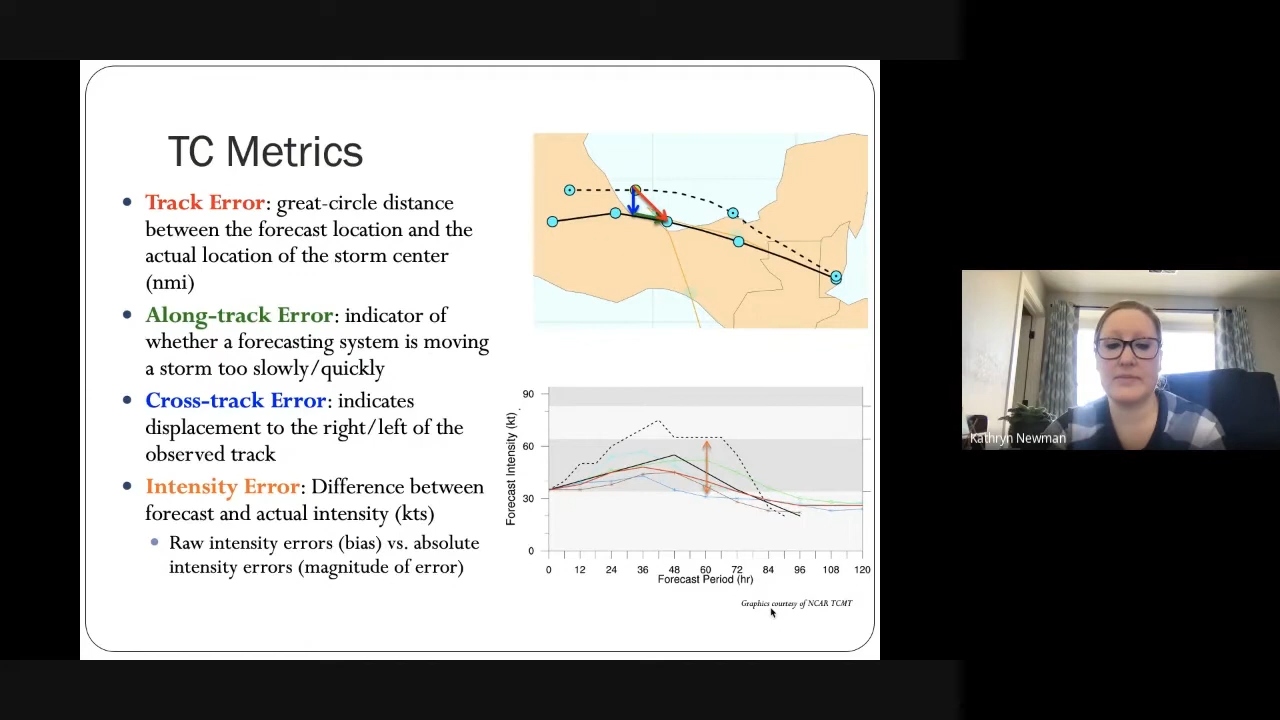 TC Metrics
Track Error: great-circle distance
between the forecast location and the
actual location of the storm center
(nmi)
Along-track Error: indicator of
whether a forecasting system is moving
a storm too slowly/quickly
Cross-track Error: indicates
displacement to the right/left of the
observed track
Intensity Error: Difference between
forecast and actual intensity (kts)
Raw intensity errors (bias) vs. absolute
intensity errors (magnitude of error)
Forecast Intensity (kt)
90
60
30
0
0 12 24 36 48 60 72 84 96 108 120
Forecast Period (hr)
Graphics courtesy of NCAR TCMT
Kathryn Newman